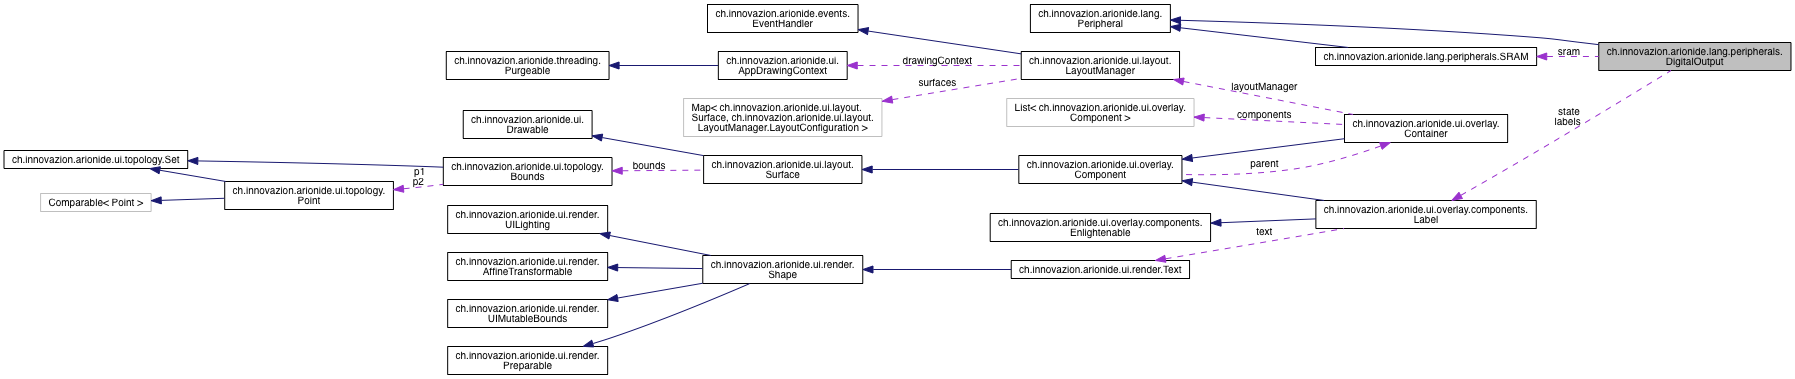 ch.innovazion.arionide.events.
EventHandler
ch.innovazion.arionide.lang.
Peripheral
ch.innovazion.arionide.threading.
Purgeable
ch.innovazion.arionide.ui.
AppDrawingContext
drawingContext
ch.innovazion.arionide.ui.layout.
LayoutManager
ch.innovazion.arionide.lang.peripherals.SRAM
sram
ch.innovazion.arionide.lang.peripherals.
DigitalOutput
surfaces
layoutManager
Map< ch.innovazion.arionide.ui.layout.
Surface, ch.innovazion.arionide.ui.layout.
LayoutManager.LayoutConfiguration >
List< ch.innovazion.arionide.ui.overlay.
Component >
components
ch.innovazion.arionide.ui.overlay.
Container
state
labels
ch.innovazion.arionide.ui.
Drawable
ch.innovazion.arionide.ui.topology.Set
p1
p2
ch.innovazion.arionide.ui.topology.
Bounds
bounds
ch.innovazion.arionide.ui.layout.
Surface
ch.innovazion.arionide.ui.overlay.
Component
parent
Comparable< Point >
ch.innovazion.arionide.ui.topology.
Point
ch.innovazion.arionide.ui.render.
UILighting
ch.innovazion.arionide.ui.overlay.components.
Enlightenable
text
ch.innovazion.arionide.ui.overlay.components.
Label
ch.innovazion.arionide.ui.render.
AffineTransformable
ch.innovazion.arionide.ui.render.
Shape
ch.innovazion.arionide.ui.render.Text
ch.innovazion.arionide.ui.render.
UIMutableBounds
ch.innovazion.arionide.ui.render.
Preparable